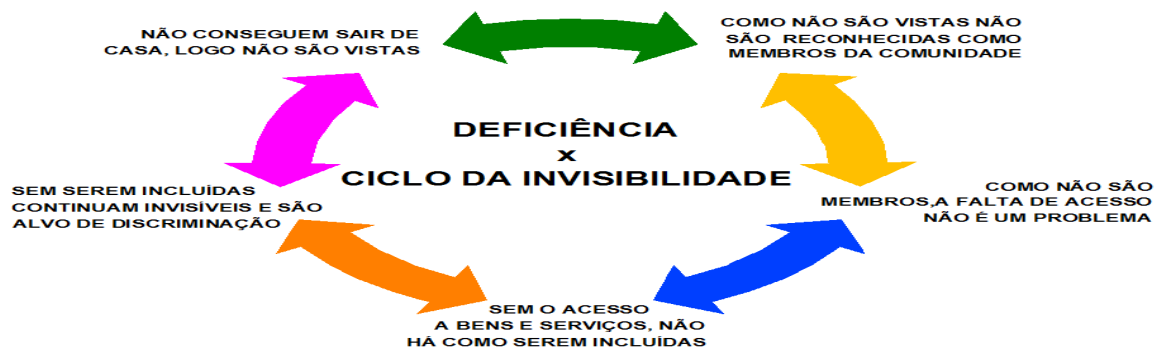 NÃO CONSEGUEM SAIR DE
CASA, LOGO NÃO SÃO VISTAS
COMO NÃO SÃO VISTAS NÃO
SÃO RECONHECIDAS COMO
MEMBROS DA COMUNIDADE
DEFICIÊNCIA
x
CICLO DA INVISIBILIDADE
COMO NÃO SÃO
MEMBROS,A FALTA DE ACESSO
NÃO É UM PROBLEMA
SEM O ACESSO
A BENS E SERVIÇOS, NÃO
HÁ COMO SEREM INCLUÍDAS
SEM SEREM INCLUÍDAS
CONTINUAM INVISÍVEIS E SÃO
ALVO DE DISCRIMINAÇÃO